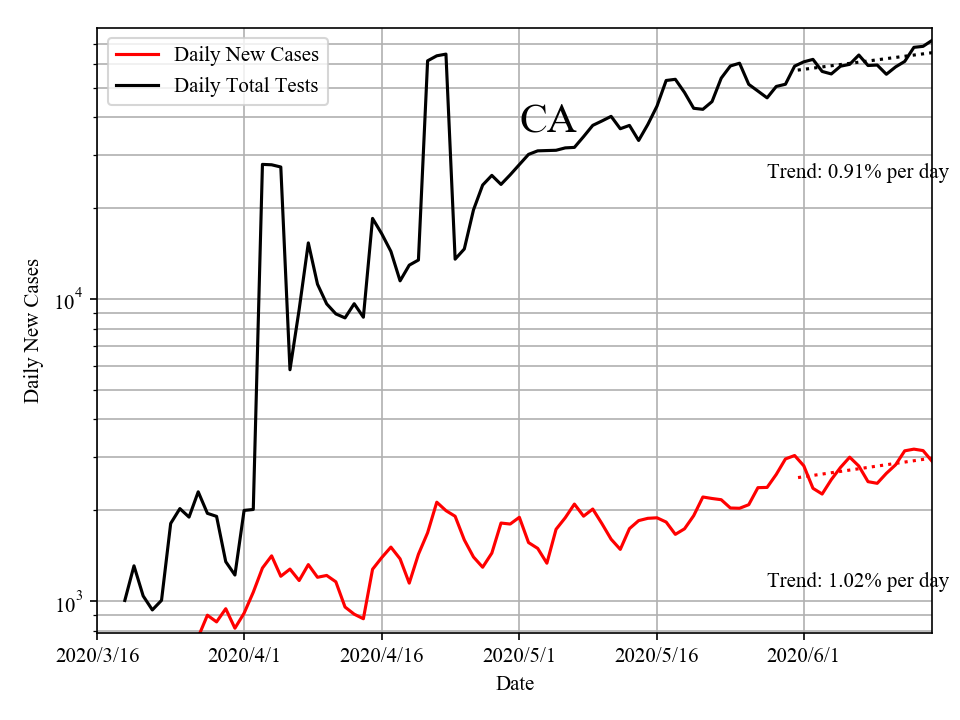 Daily New Cases
Daily Total Tests
CA
Trend: 0.91% per day
Daily New Cases
10^4
Trend: 1.02% per day
10^3
2020/3/16 2020/4/1 2020/4/16 2020/5/1 2020/5/16 2020/6/1
Date